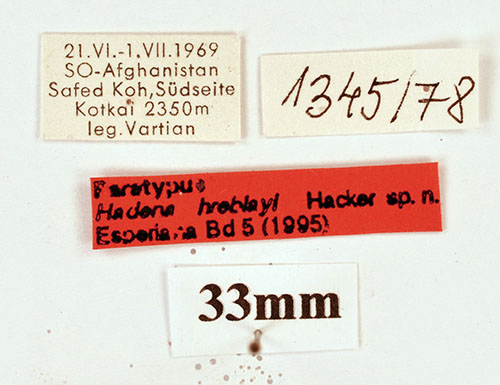 21.VI.-1.VII.1969
SO-Afghanistan
Safed Koh,Südseite
Kotkai 2350m
leg.Vartian
1345/78
Paratypus
Hadena hreblayi Hacker sp. n.
Esperiana Bd 5 (1995)
33mm